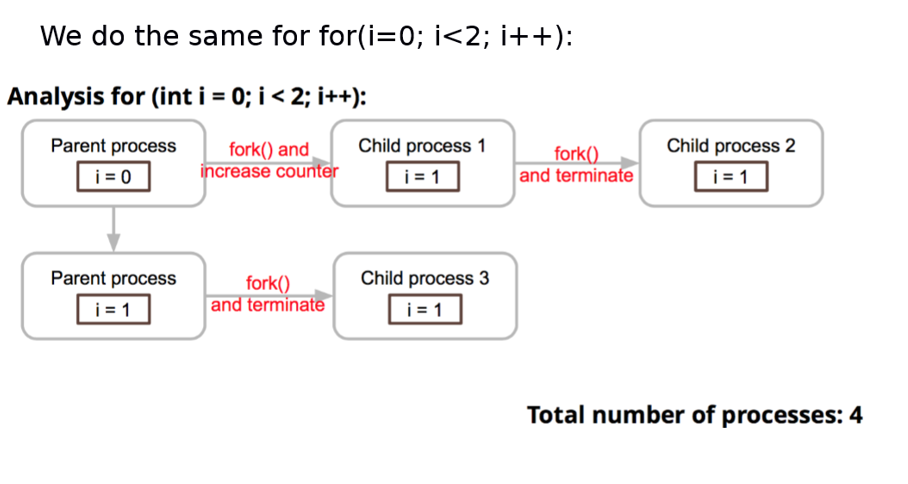 We do the same for for(i=0; i<2; i++):
Analysis for (int i = 0; i < 2; i++):
Parent process
i = 0
fork() and
increase counter
Child process 1
i = 1
fork()
and terminate
Child process 2
i = 1
Parent process
i = 1
fork()
and terminate
Child process 3
i = 1
Total number of processes: 4